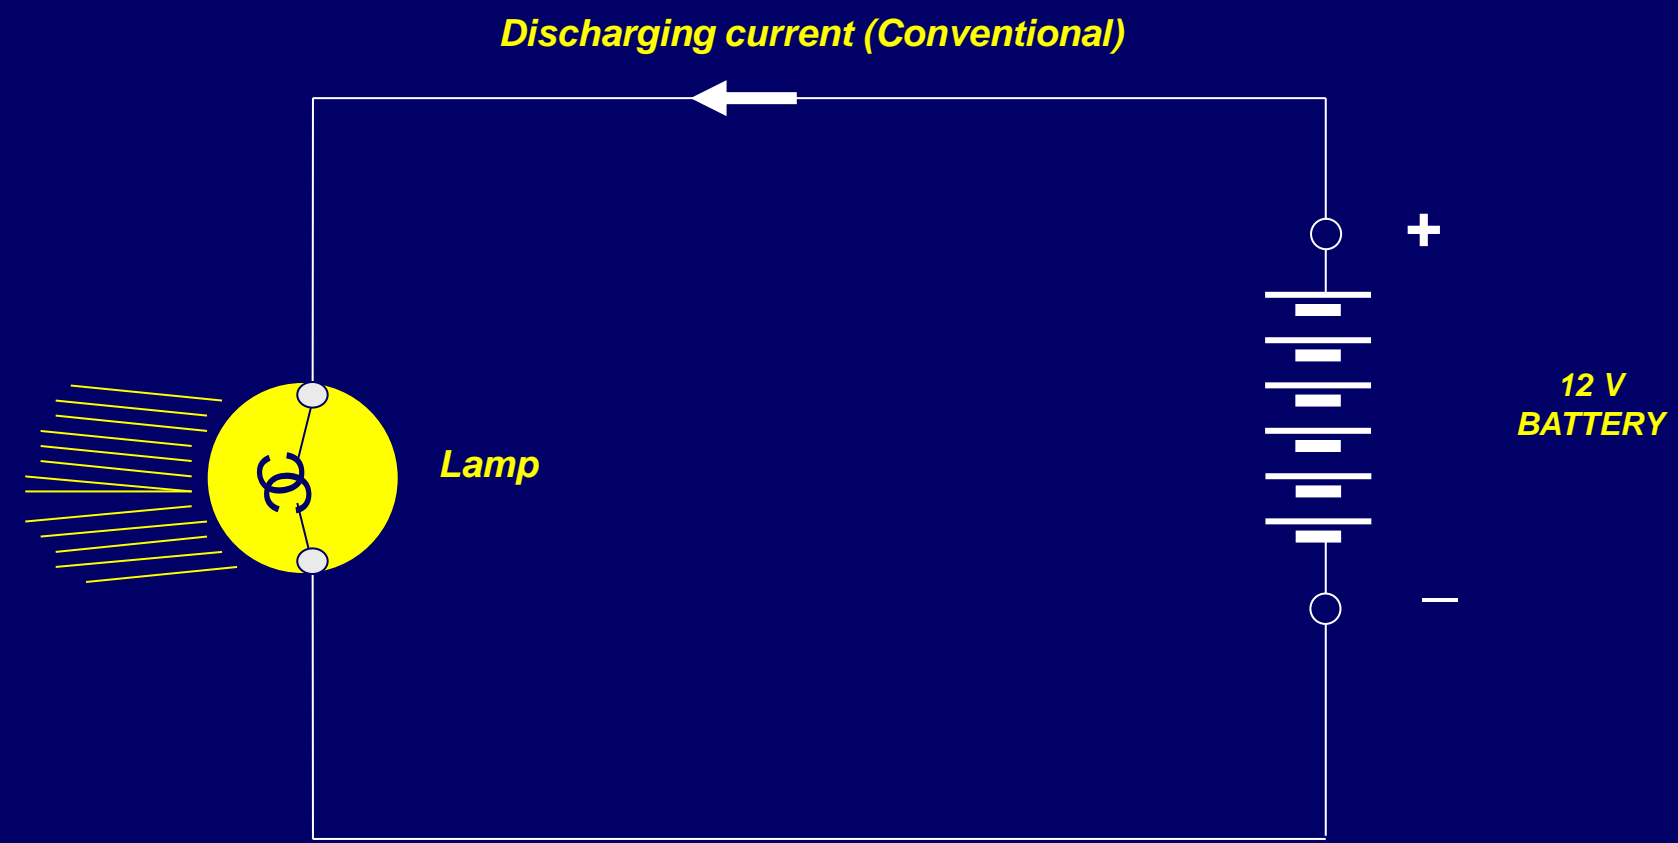 Discharging current (Conventional)
+
12 V
BATTERY
Lamp
_